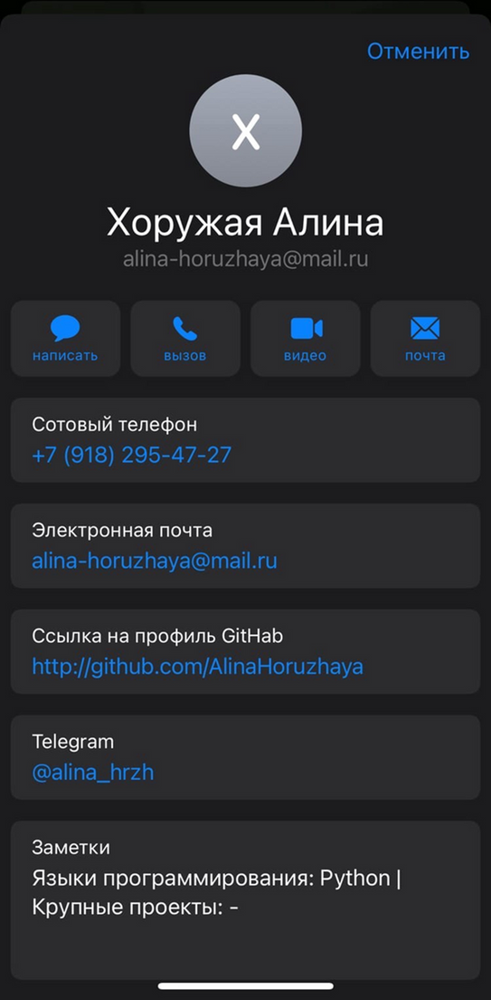 Отменить
X
Хоружая Алина
alina-horuzhaya@mail.ru
написать
вызов
видео
почта
Сотовый телефон
+7 (918) 295-47-27
Электронная почта
alina-horuzhaya@mail.ru
Ссылка на профиль GitHab
http://github.com/AlinaHoruzhaya
Telegram
@alina_hrzh
Заметки
Языки программирования: Python |
Крупные проекты: -